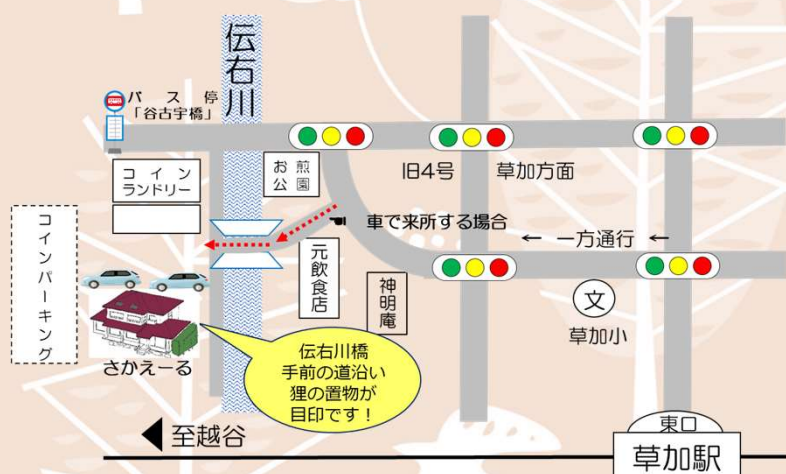 伝右川
バス停
「谷古宇橋」
コイン
ランドリー
お煎
公園
旧4号 草加方面
車で来所する場合
← 一方通行 ←
元飲食店
神明庵
文
草加小
コインパーキング
さかえーる
伝右川橋
手前の道沿い
狸の置物が
目印です！
至越谷
東口
草加駅